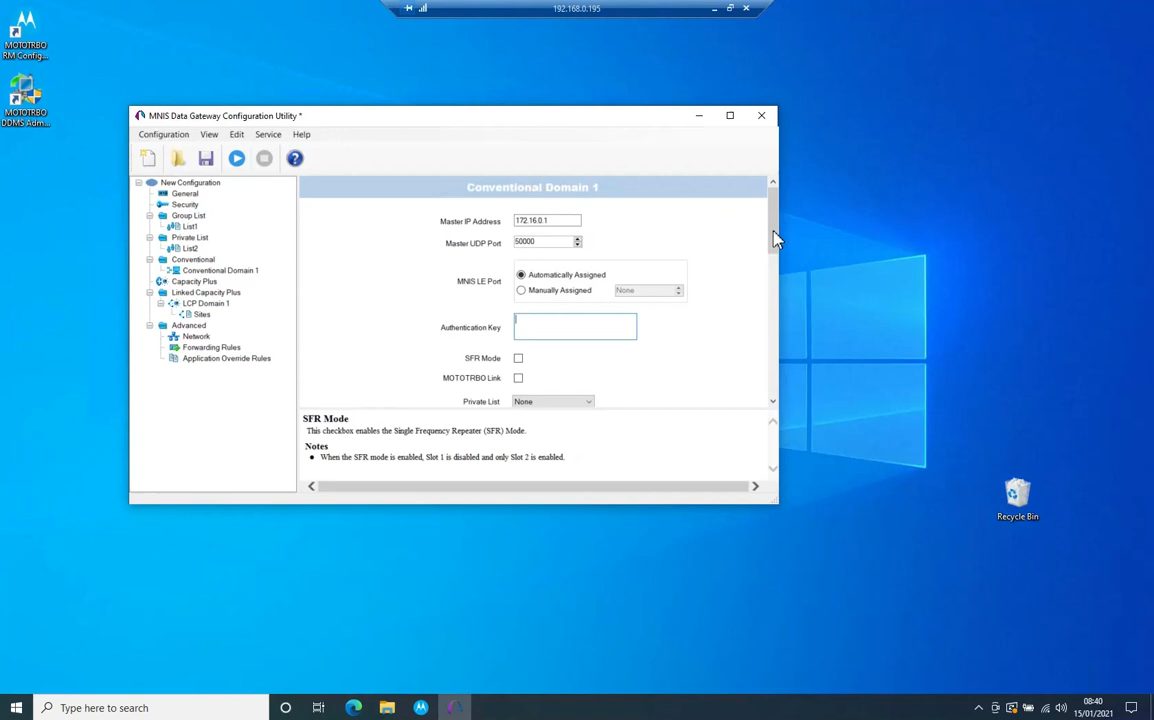 192.168.0.195
MOTOTRBO
RM Config...
MOTOTRBO
DDMS Adm...
MNIS Data Gateway Configuration Utility *
Configuration View Edit Service Help
New Configuration
General
Security
Group List
List1
Private List
List2
Conventional
Conventional Domain 1
Capacity Plus
Linked Capacity Plus
LCP Domain 1
Sites
Advanced
Network
Forwarding Rules
Application Override Rules
Conventional Domain 1
Master IP Address 172.16.0.1
Master UDP Port 50000
MNIS LE Port
Automatically Assigned
Manually Assigned None
Authentication Key
SFR Mode
MOTOTRBO Link
Private List None
SFR Mode
This checkbox enables the Single Frequency Repeater (SFR) Mode.
Notes
● When the SFR mode is enabled, Slot 1 is disabled and only Slot 2 is enabled.
Recycle Bin
Type here to search
08:40
15/01/2021